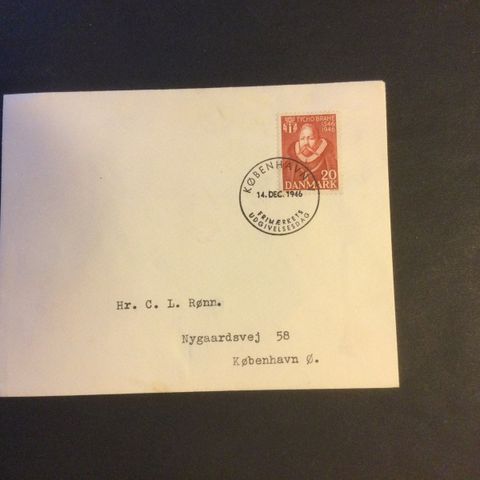 TYCHO BRAHE
1546
1946
20
DANMARK
KØBENHAVN
14. DEC. 1946
FRIMÆRKETS
UDGIVELSESDAG
Hr. C. L. Rønn.
Nygaardsvej 58
København Ø.